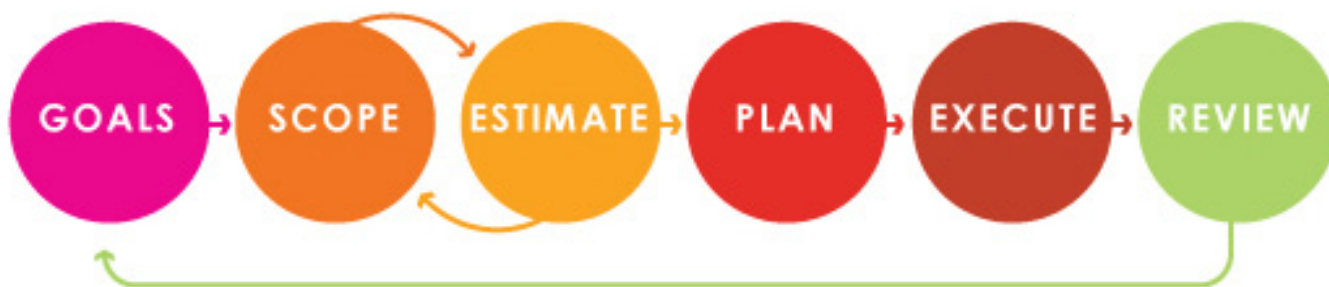 GOALS
SCOPE
ESTIMATE
PLAN
EXECUTE
REVIEW